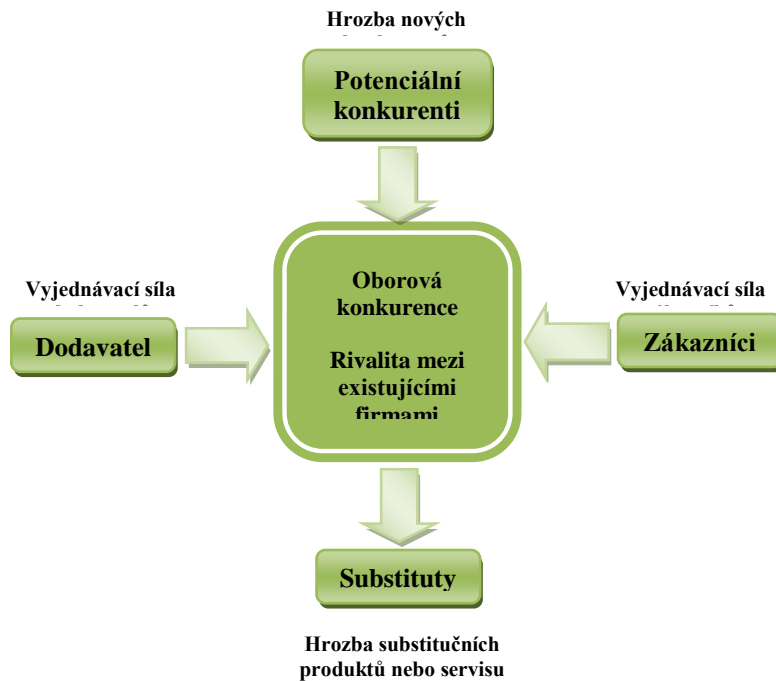 Hrozba nových
Potenciální
konkurenti
Oborová
konkurence
Rivalita mezi
existujícími
firmami
Vyjednávací síla
Dodavatel
Vyjednávací síla
Zákazníci
Substituty
Hrozba substitučních
produktů nebo servisu